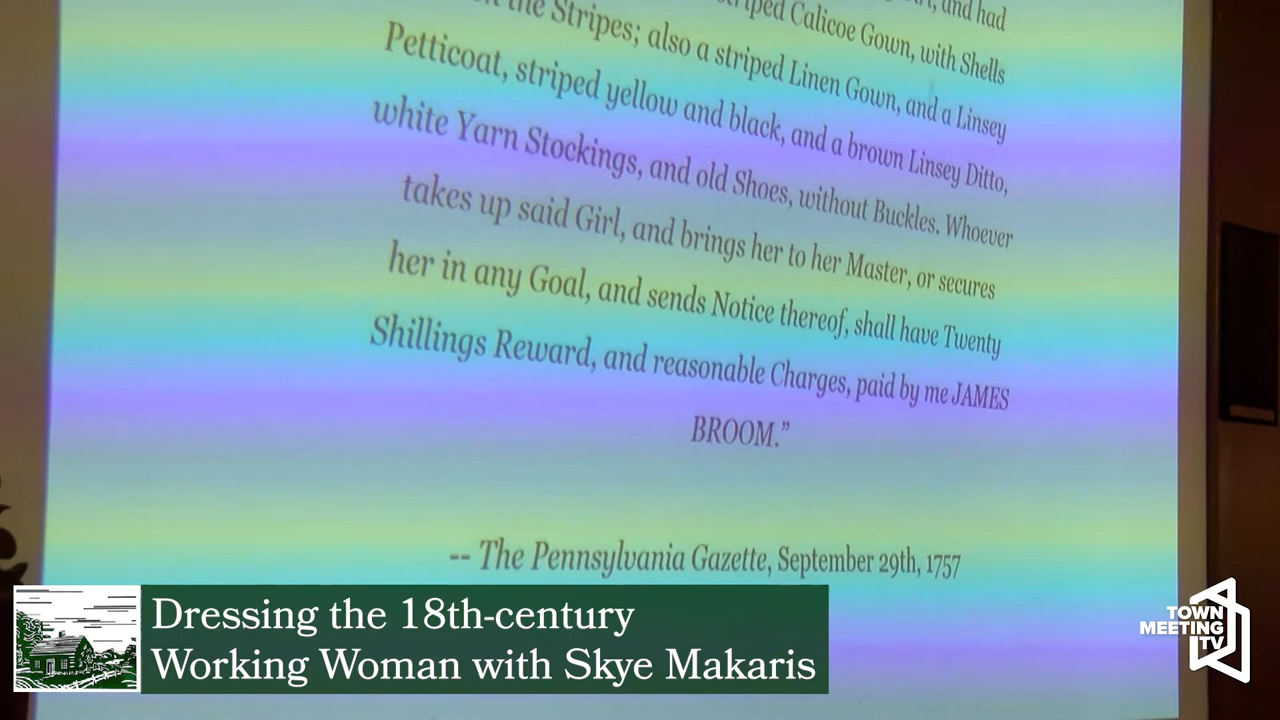 and had
striped Calicoe Gown, with Shells
the Stripes; also a striped Linen Gown, and a Linsey
Petticoat, striped yellow and black, and a brown Linsey Ditto,
white Yarn Stockings, and old Shoes, without Buckles. Whoever
takes up said Girl, and brings her to her Master, or secures
her in any Goal, and sends Notice thereof, shall have Twenty
Shillings Reward, and reasonable Charges, paid by me JAMES
BROOM.”
-- The Pennsylvania Gazette, September 29th, 1757
Dressing the 18th-century
Working Woman with Skye Makaris
TOWN
MEETING
TV